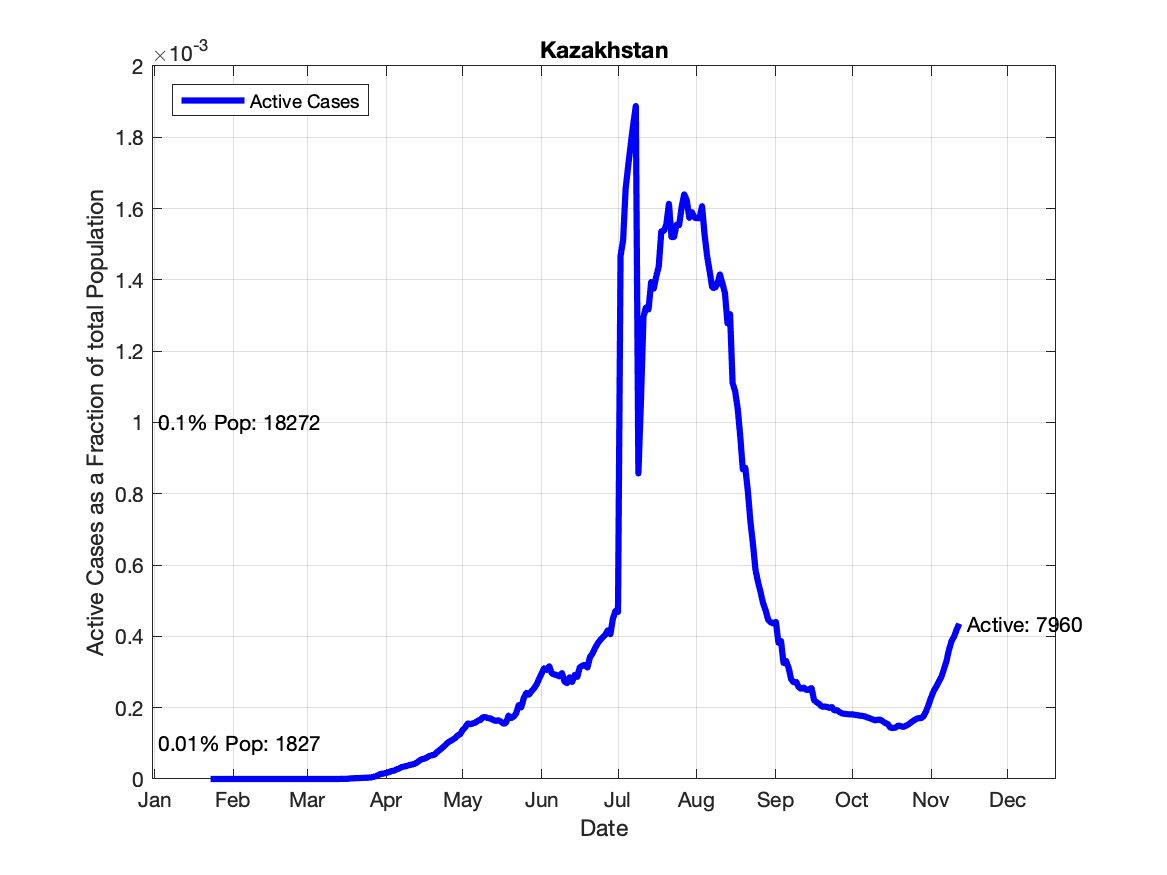 Kazakhstan
×10-3
2
1.8
1.6
1.4
1.2
1
0.8
0.6
0.4
0.2
0
Active Cases
0.1% Pop: 18272
0.01% Pop: 1827
Active: 7960
Active Cases as a Fraction of total Population
Jan Feb Mar Apr May Jun Jul Aug Sep Oct Nov Dec
Date